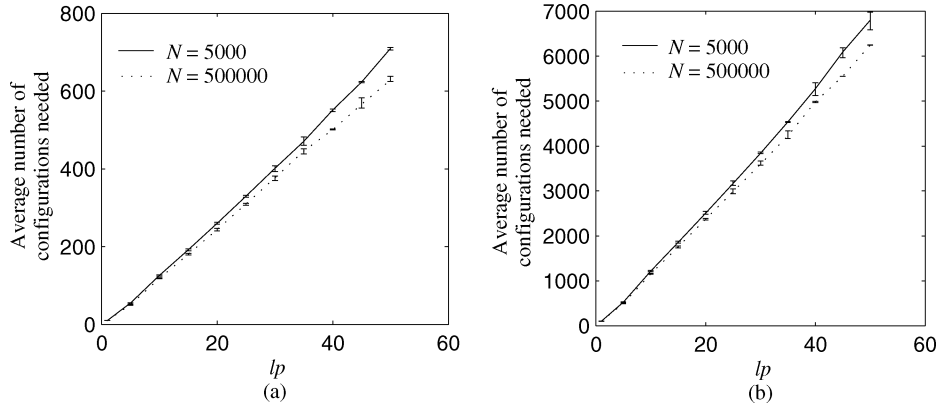 800
600
400
200
0
0
20
40
60
N = 5000
N = 500000
Average number of
configurations needed
lp
(a)
7000
6000
5000
4000
3000
2000
1000
0
0
20
40
60
N = 5000
N = 500000
Average number of
configurations needed
lp
(b)